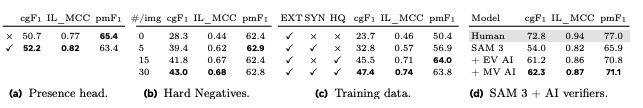 cgF₁ IL_MCC pmF₁
× 50.7 0.77 65.4
✓ 52.2 0.82 63.4
(a) Presence head.
#/img cgF₁ IL_MCC pmF₁
0 28.3 0.44 62.4
5 39.4 0.62 62.9
15 41.8 0.67 62.4
30 43.0 0.68 62.8
(b) Hard Negatives.
EXT SYN HQ cgF₁ IL_MCC pmF₁
✓ × × 23.7 0.46 50.4
✓ ✓ × 32.8 0.57 56.9
✓ × ✓ 45.5 0.71 64.0
✓ ✓ ✓ 47.4 0.74 63.8
(c) Training data.
Model cgF₁ IL_MCC pmF₁
Human 72.8 0.94 77.0
SAM 3 54.0 0.82 65.9
+ EV AI 61.2 0.86 70.8
+ MV AI 62.3 0.87 71.1
(d) SAM 3 + AI verifiers.